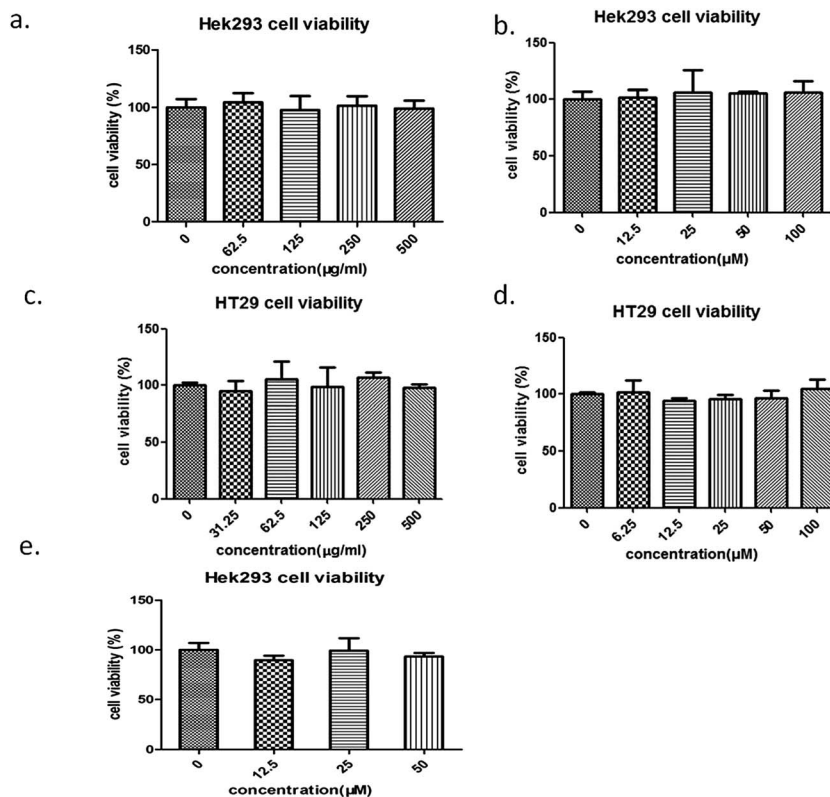 a.
Hek293 cell viability
cell viability (%)
150
100
50
0
0 62.5 125 250 500
concentration(µg/ml)
b.
Hek293 cell viability
cell viability (%)
150
100
50
0
0 12.5 25 50 100
concentration(µM)
c.
HT29 cell viability
cell viability (%)
150
100
50
0
0 31.25 62.5 125 250 500
concentration(µg/ml)
d.
HT29 cell viability
cell viability (%)
150
100
50
0
0 6.25 12.5 25 50 100
concentration(µM)
e.
Hek293 cell viability
cell viability (%)
150
100
50
0
0 12.5 25 50
concentration(µM)